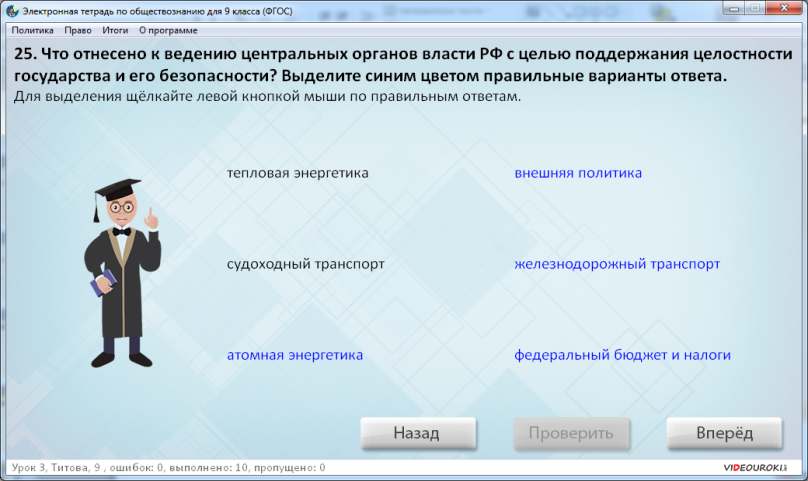 Электронная тетрадь по обществознанию для 9 класса (ФГОС)
Политика Право Итоги О программе
25. Что отнесено к ведению центральных органов власти РФ с целью поддержания целостности
государства и его безопасности? Выделите синим цветом правильные варианты ответа.
Для выделения щёлкайте левой кнопкой мыши по правильным ответам.
тепловая энергетика внешняя политика
судоходный транспорт железнодорожный транспорт
атомная энергетика федеральный бюджет и налоги
Назад Проверить Вперёд
Урок 3, Титова, 9 , ошибок: 0, выполнено: 10, пропущено: 0
VIDEOUROKI